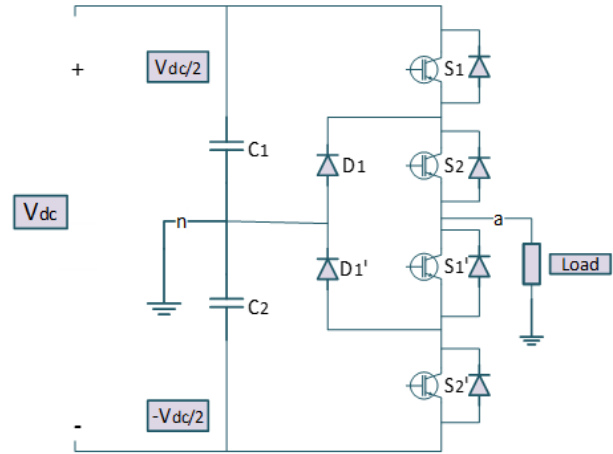 Vdc/2
+
S1
C1
D1
S2
Vdc
n
a
D1'
S1'
Load
C2
S2'
-Vdc/2
-